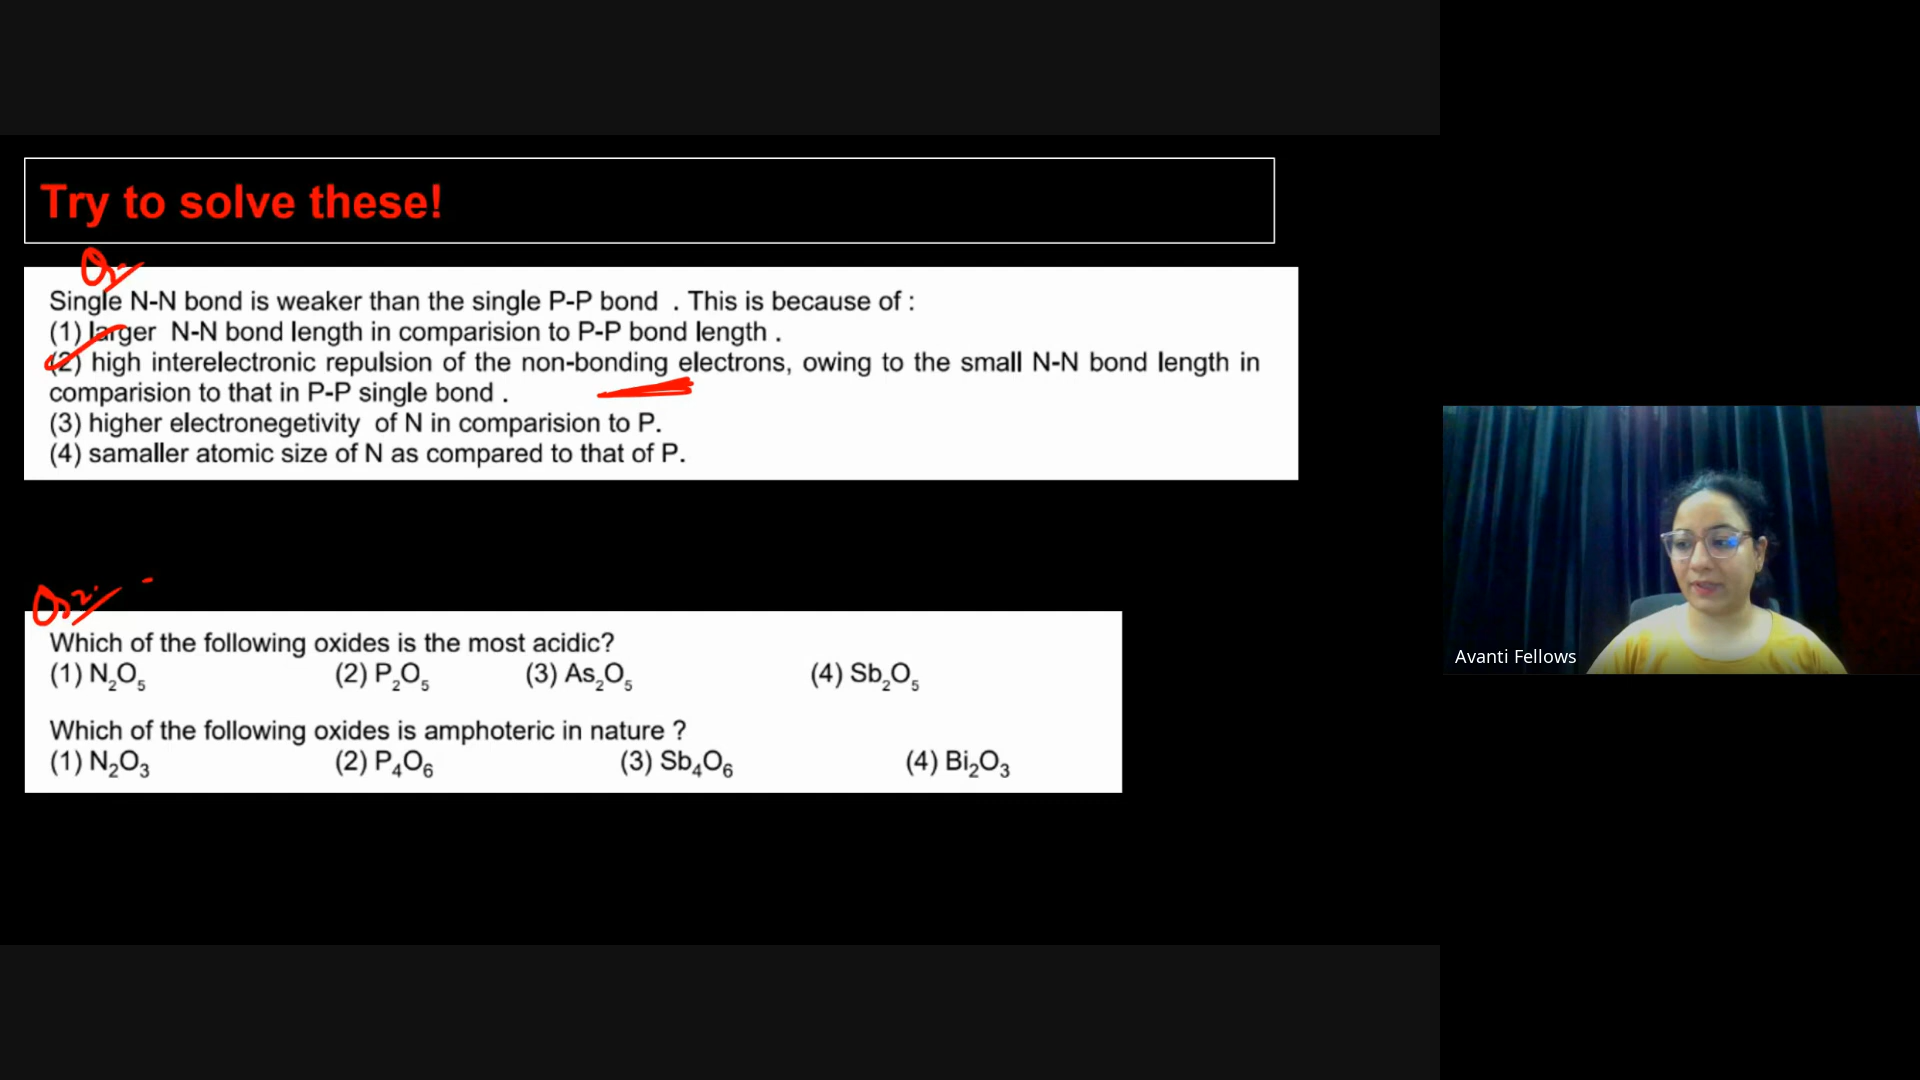 Try to solve these!
Q1.
Single N-N bond is weaker than the single P-P bond . This is because of :
(1) larger N-N bond length in comparision to P-P bond length .
(2) high interelectronic repulsion of the non-bonding electrons, owing to the small N-N bond length in
comparision to that in P-P single bond .
(3) higher electronegetivity of N in comparision to P.
(4) samaller atomic size of N as compared to that of P.
Q2.
Which of the following oxides is the most acidic?
(1) N₂O₅ (2) P₂O₅ (3) As₂O₅ (4) Sb₂O₅
Which of the following oxides is amphoteric in nature ?
(1) N₂O₃ (2) P₄O₆ (3) Sb₄O₆ (4) Bi₂O₃
Avanti Fellows